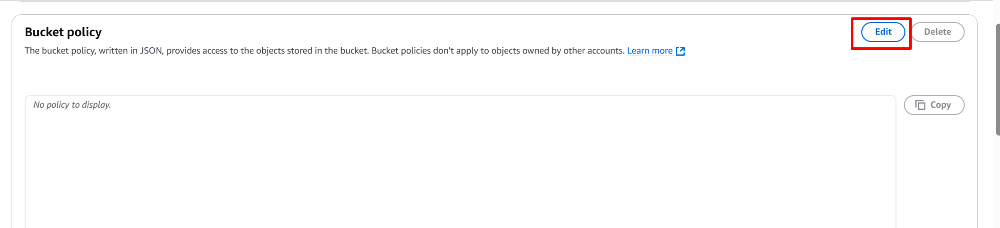 Bucket policy
Edit
Delete
The bucket policy, written in JSON, provides access to the objects stored in the bucket. Bucket policies don't apply to objects owned by other accounts. Learn more
No policy to display.
Copy